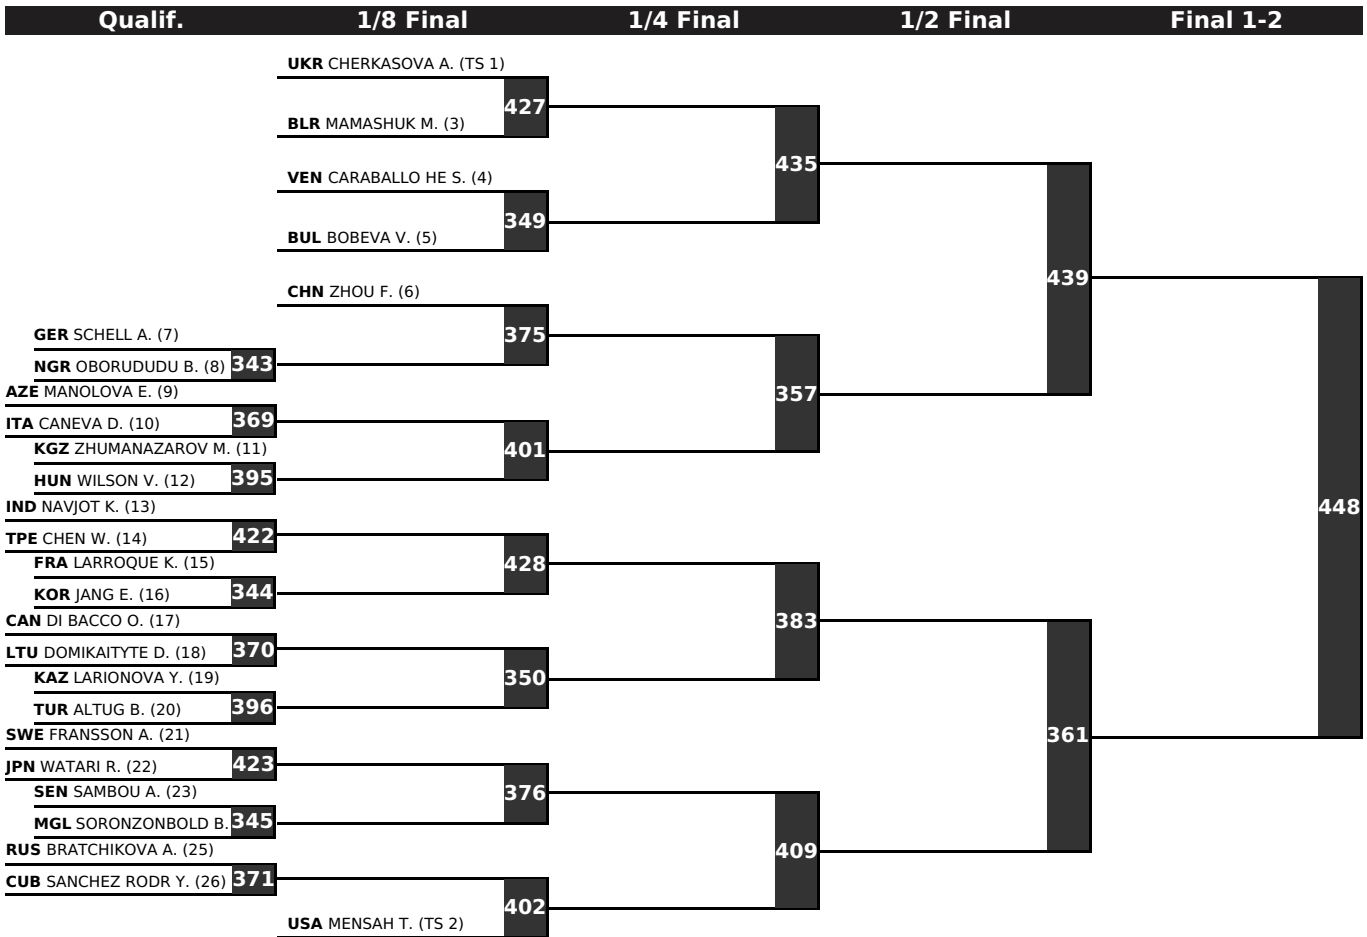 Qualif. 1/8 Final 1/4 Final 1/2 Final Final 1-2
UKR CHERKASOVA A. (TS 1)
427
BLR MAMASHUK M. (3)
435
VEN CARABALLO HE S. (4)
349
BUL BOBEVA V. (5)
439
CHN ZHOU F. (6)
375
GER SCHELL A. (7)
NGR OBORUDUDU B. (8) 343
AZE MANOLOVA E. (9)
357
ITA CANEVA D. (10) 369
KGZ ZHUMANAZAROV M. (11)
401
HUN WILSON V. (12) 395
IND NAVJOT K. (13)
448
TPE CHEN W. (14) 422
FRA LARROQUE K. (15)
428
KOR JANG E. (16) 344
CAN DI BACCO O. (17)
383
LTU DOMIKAITYTE D. (18) 370
KAZ LARIONOVA Y. (19)
350
TUR ALTUG B. (20) 396
SWE FRANSSON A. (21)
361
JPN WATARI R. (22) 423
SEN SAMBOU A. (23)
376
MGL SORONZONBOLD B. 345
RUS BRATCHIKOVA A. (25)
409
CUB SANCHEZ RODR Y. (26) 371
402
USA MENSAH T. (TS 2)